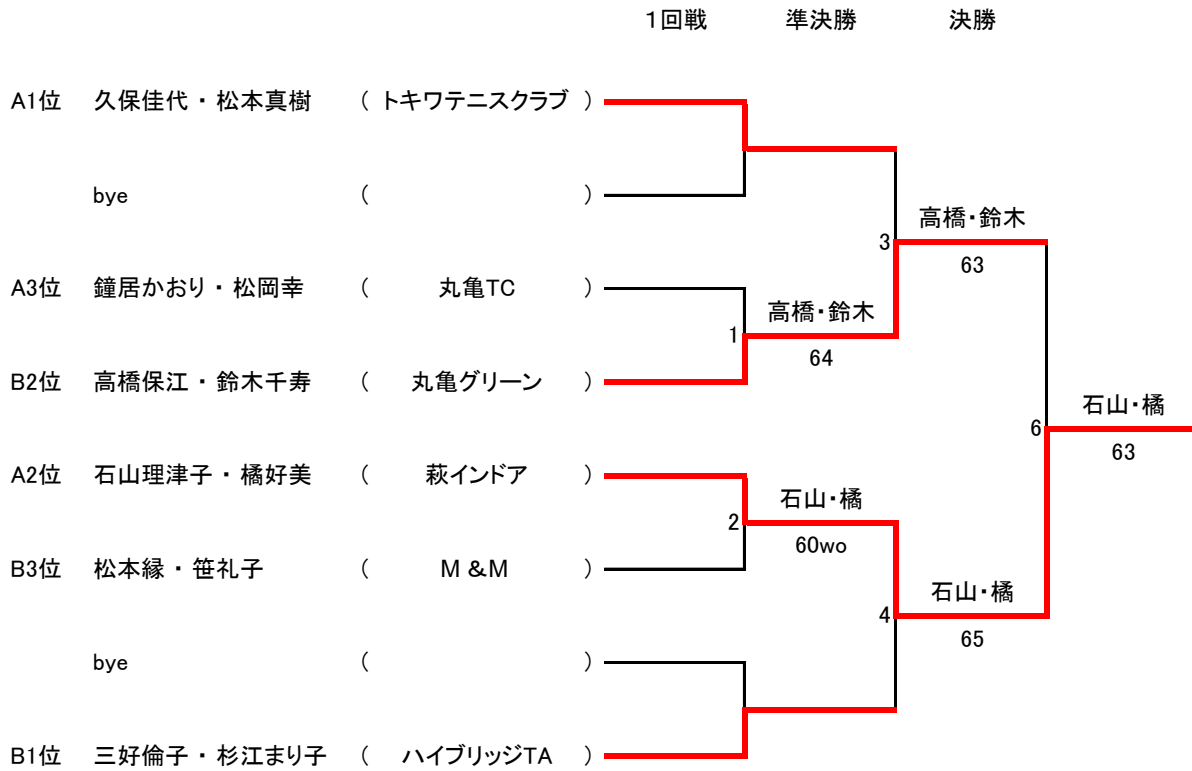 1回戦 準決勝 決勝
A1位 久保佳代 ・ 松本真樹 ( トキワテニスクラブ )
bye ( )
高橋・鈴木
3
63
A3位 鐘居かおり ・ 松岡幸 ( 丸亀TC )
高橋・鈴木
1
64
B2位 高橋保江 ・ 鈴木千寿 ( 丸亀グリーン )
石山・橘
6
63
A2位 石山理津子 ・ 橘好美 ( 萩インドア )
石山・橘
2
60wo
B3位 松本縁 ・ 笹礼子 ( M &M )
石山・橘
4
65
bye ( )
B1位 三好倫子 ・ 杉江まり子 ( ハイブリッジTA )